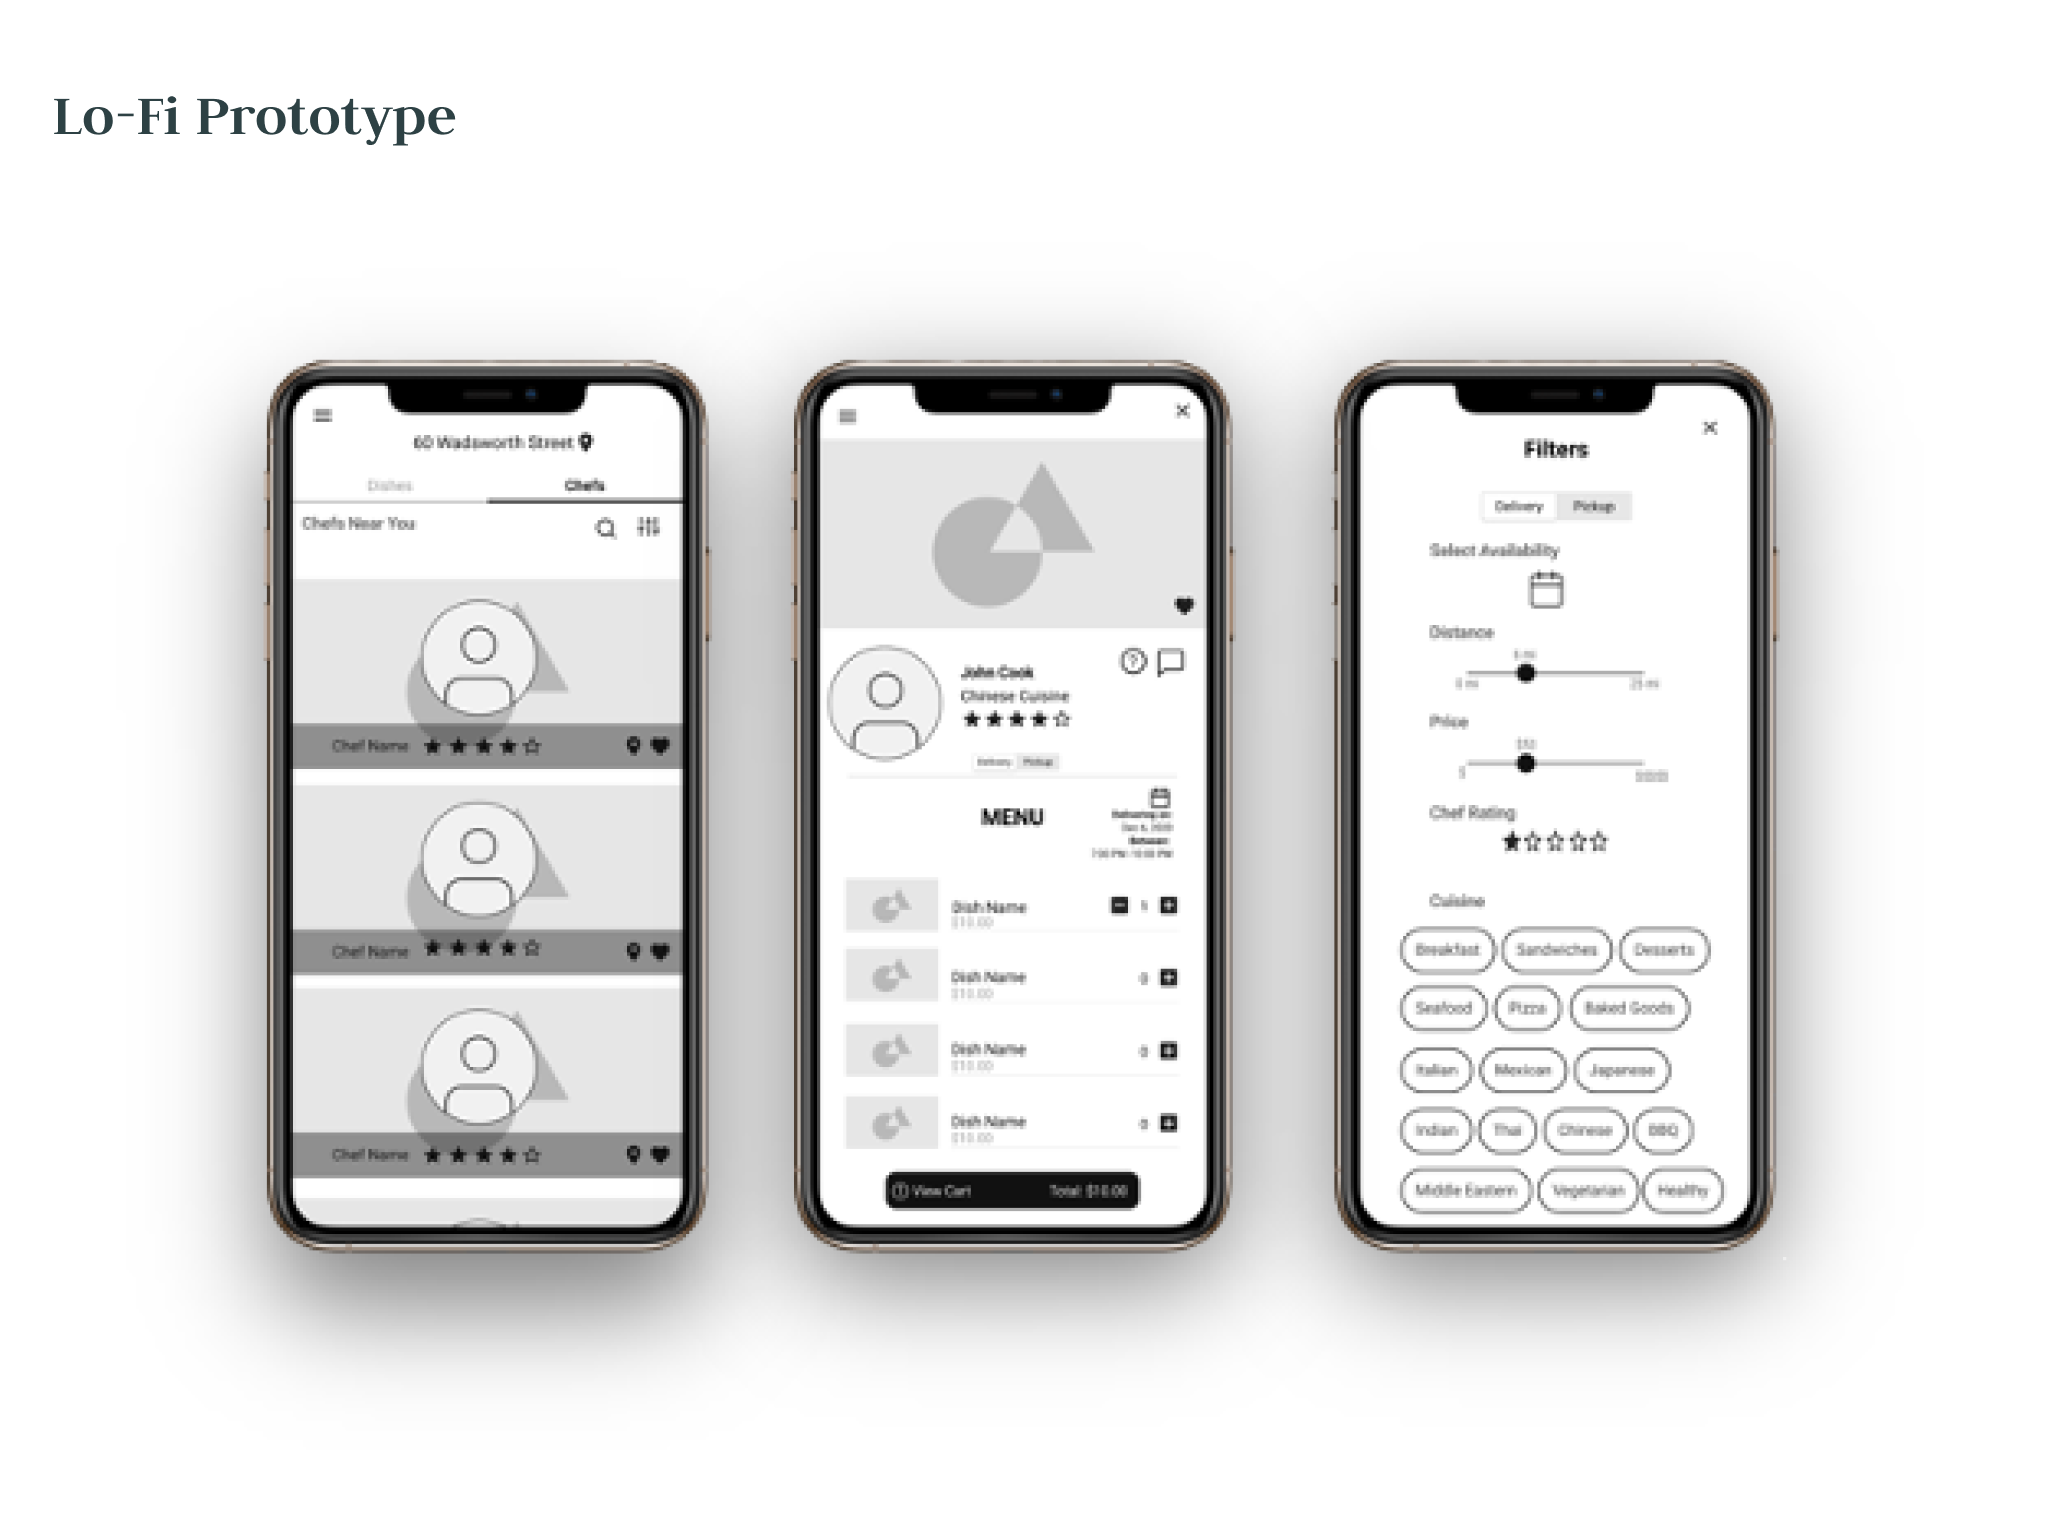 Lo-Fi Prototype
60 Wadsworth Street
Dishes Chefs
Chefs Near You
Chef Name
Chef Name
Chef Name
John Cook
Chinese Cuisine
Delivery Pickup
MENU
Delivering on:
Between:
Dish Name 1
$10.00
Dish Name 0
$10.00
Dish Name 0
$10.00
Dish Name 0
$10.00
View Cart Total: $10.00
Filters
Delivery Pickup
Select Availability
Distance
0 mi 25 mi
Price
$
Chef Rating
Cuisine
Breakfast Sandwiches Desserts
Seafood Pizza Baked Goods
Italian Mexican Japanese
Indian Thai Chinese BBQ
Middle Eastern Vegetarian Healthy